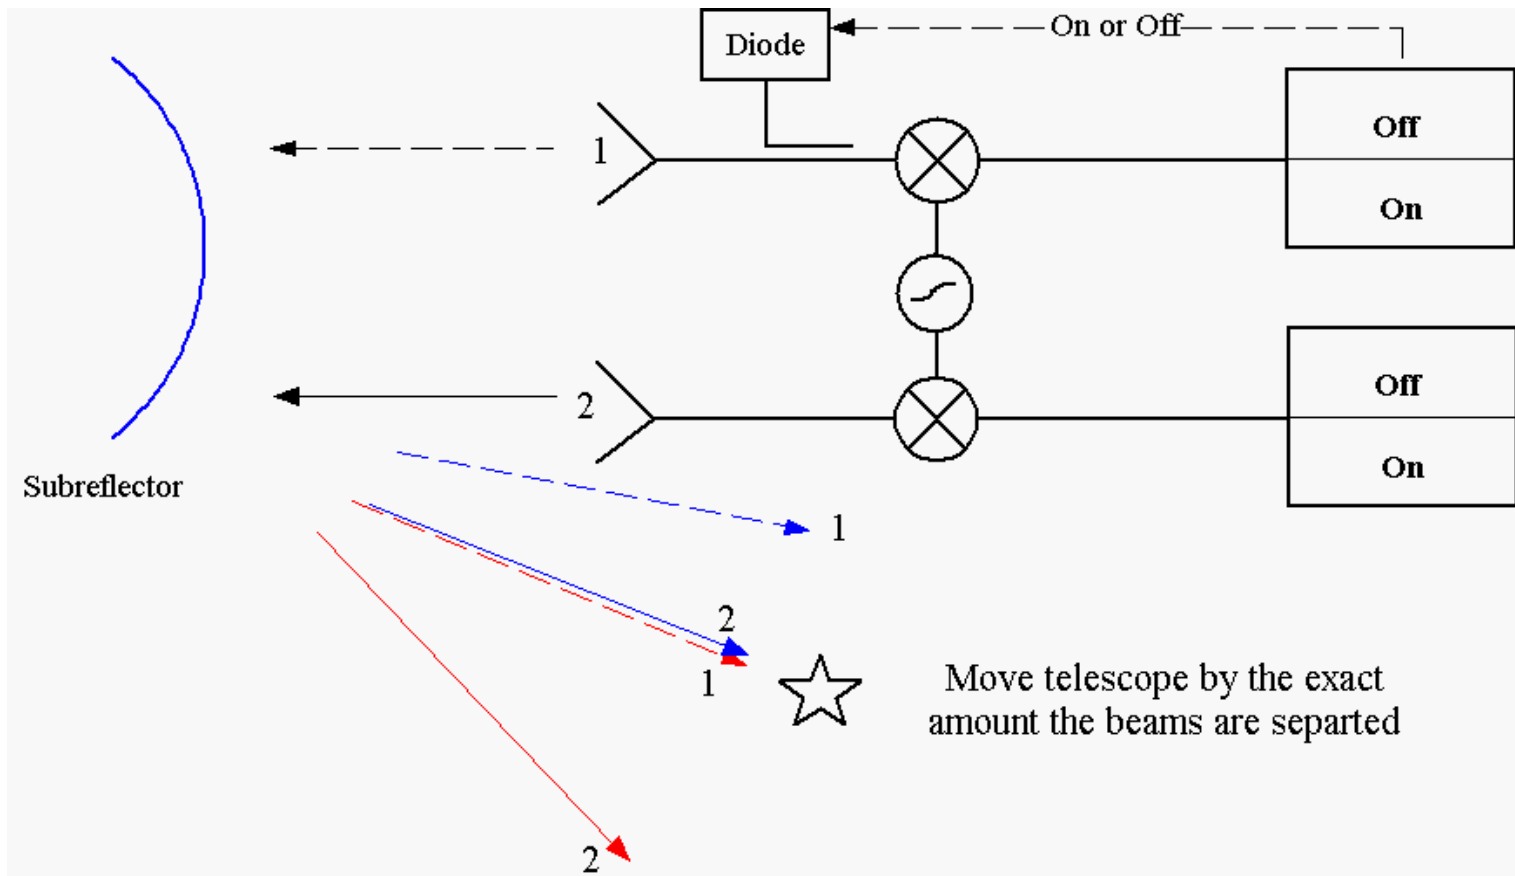 Diode
On or Off
Off
On
1
2
Off
On
Subreflector
1
2
1
Move telescope by the exact
amount the beams are separted
2